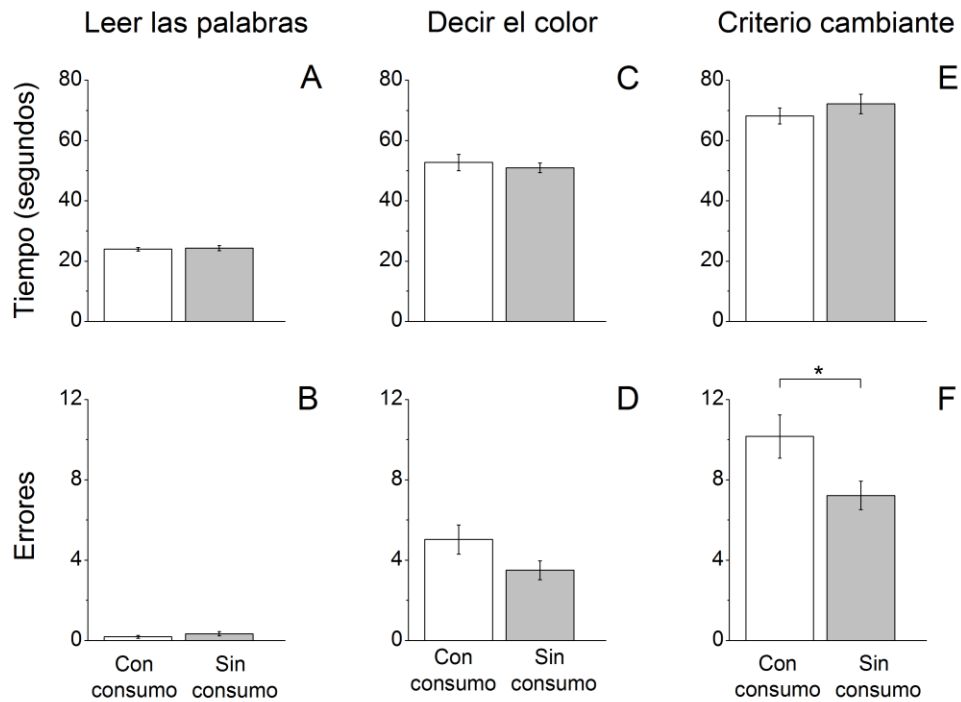 Leer las palabras
Decir el color
Criterio cambiante
A
C
E
Tiempo (segundos)
80
60
40
20
0
80
60
40
20
0
80
60
40
20
0
B
D
F
*
Errores
12
8
4
0
12
8
4
0
12
8
4
0
Con
consumo
Sin
consumo
Con
consumo
Sin
consumo
Con
consumo
Sin
consumo